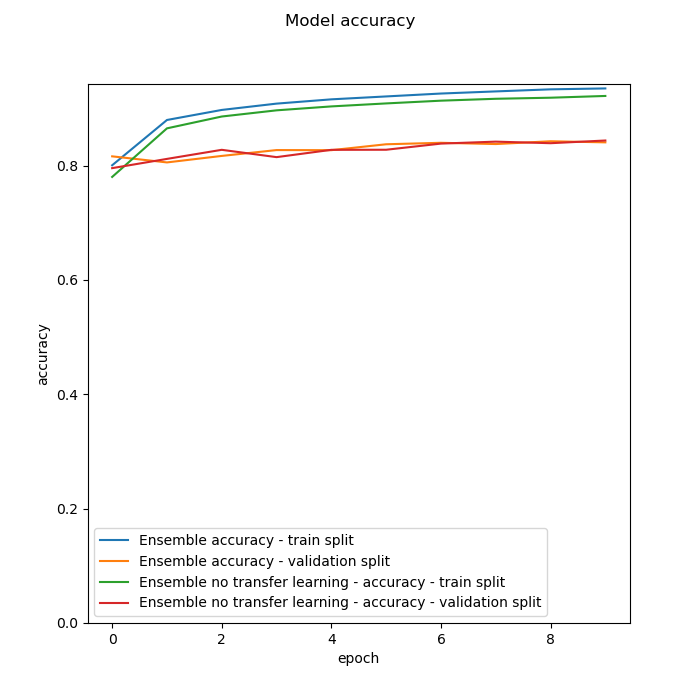 Model accuracy
0.8
0.6
accuracy
0.4
0.2
Ensemble accuracy - train split
Ensemble accuracy - validation split
Ensemble no transfer learning - accuracy - train split
Ensemble no transfer learning - accuracy - validation split
0.0
0 2 4 6 8
epoch